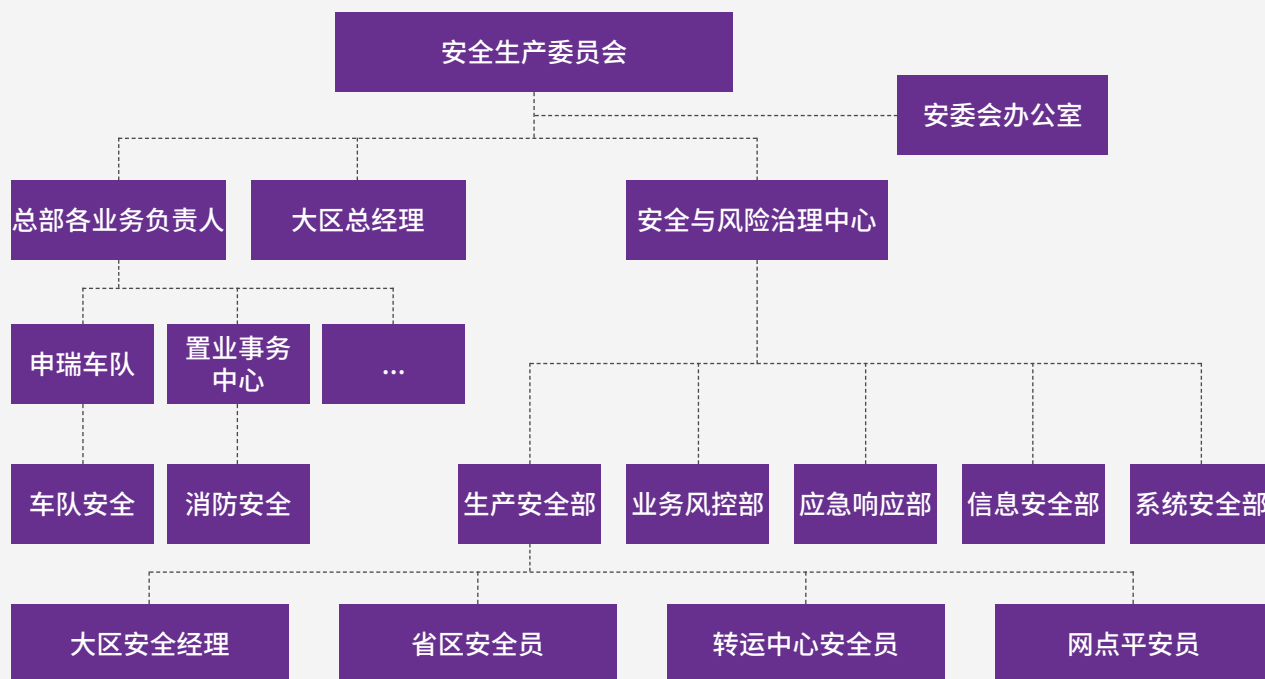 安全生产委员会
安委会办公室
总部各业务负责人
大区总经理
安全与风险治理中心
申瑞车队
置业事务
中心
...
车队安全
消防安全
生产安全部
业务风控部
应急响应部
信息安全部
系统安全部
大区安全经理
省区安全员
转运中心安全员
网点平安员